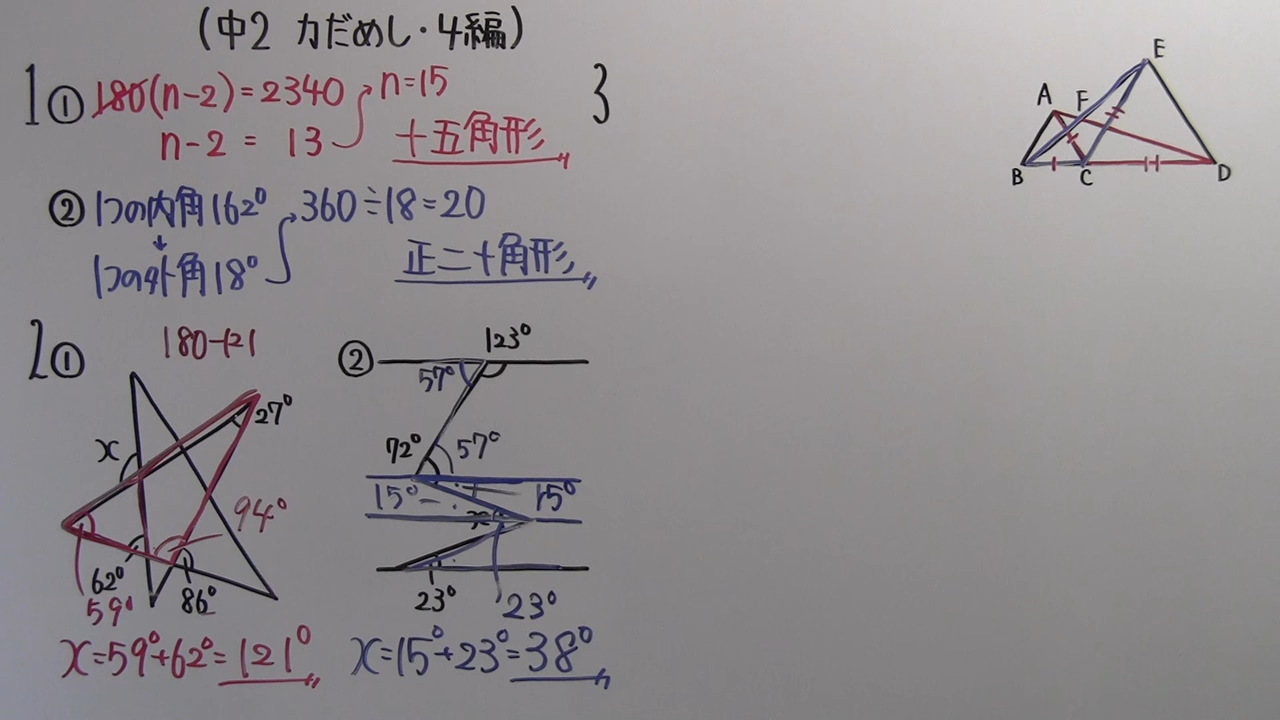 (中2 力だめし・4編)
1 ① 180(n-2)=2340
n-2 = 13
n=15
十五角形
② 1つの内角162°
1つの外角18°
360÷18=20
正二十角形
2 ① 180-121
x
27°
94°
62°
59°
86°
x=59°+62°=121°
② 123°
57°
72°
57°
15°
15°
x
23°
23°
x=15°+23°=38°
3
E
A
F
B
C
D